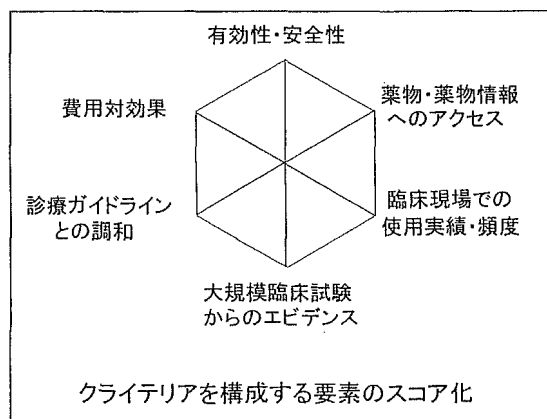 有効性・安全性
費用対効果
薬物・薬物情報
へのアクセス
診療ガイドライン
との調和
臨床現場での
使用実績・頻度
大規模臨床試験
からのエビデンス
クライテリアを構成する要素のスコア化